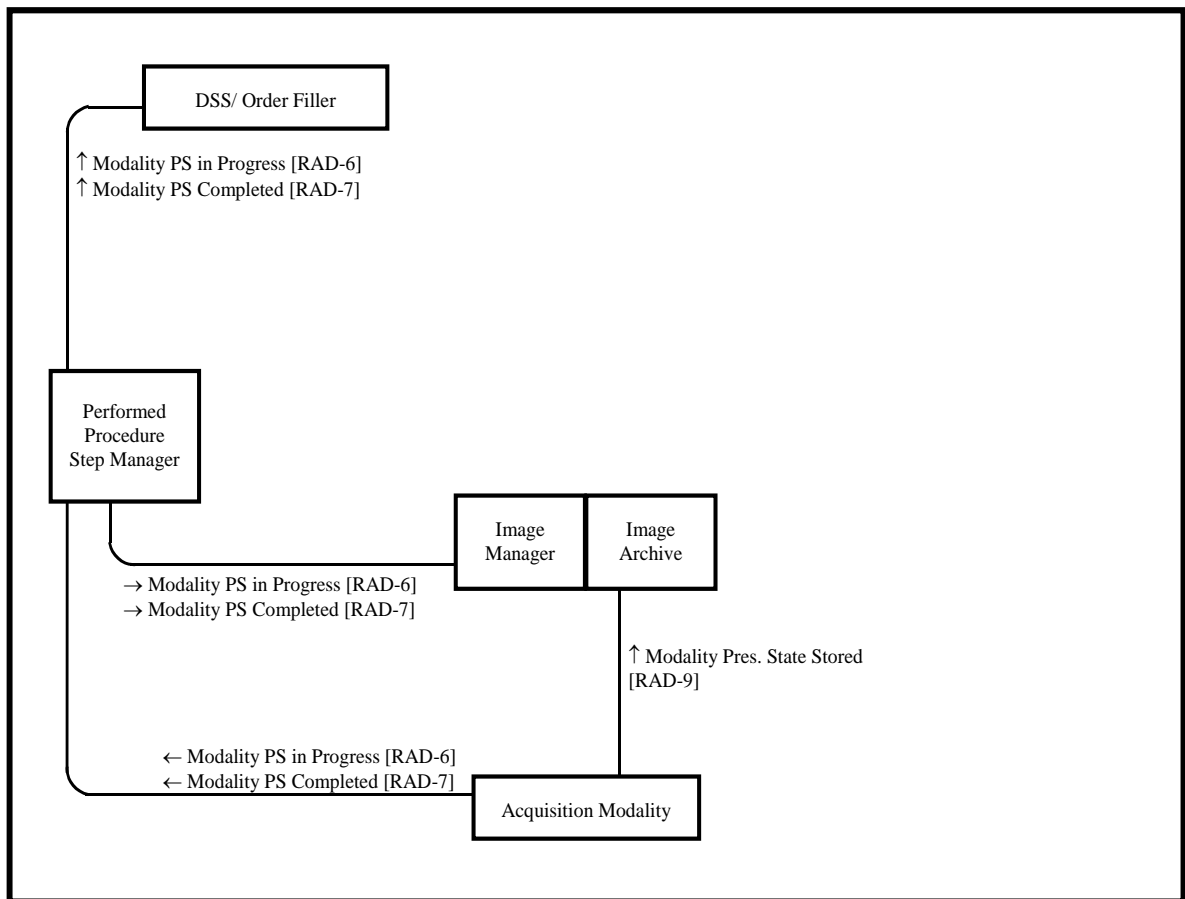 DSS/ Order Filler
↑ Modality PS in Progress [RAD-6]
↑ Modality PS Completed [RAD-7]
Performed
Procedure
Step Manager
Image
Manager
Image
Archive
→ Modality PS in Progress [RAD-6]
→ Modality PS Completed [RAD-7]
↑ Modality Pres. State Stored
[RAD-9]
← Modality PS in Progress [RAD-6]
← Modality PS Completed [RAD-7]
Acquisition Modality